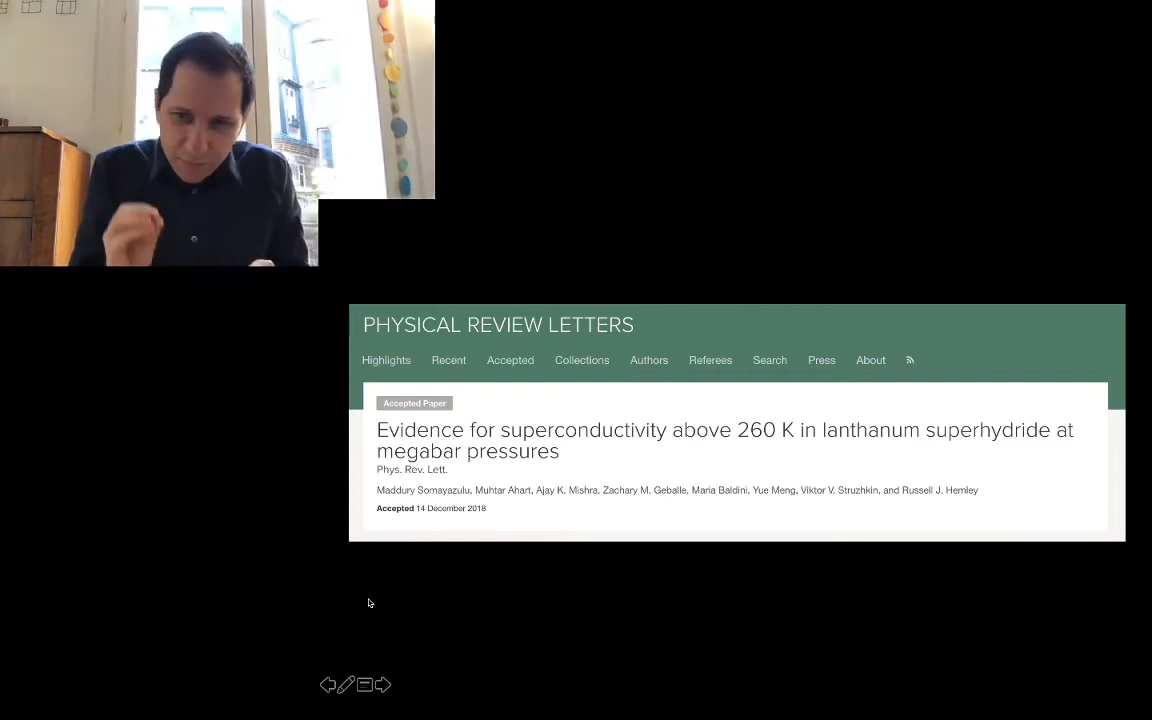 PHYSICAL REVIEW LETTERS
Highlights Recent Accepted Collections Authors Referees Search Press About
Accepted Paper
Evidence for superconductivity above 260 K in lanthanum superhydride at
megabar pressures
Phys. Rev. Lett.
Maddury Somayazulu, Muhtar Ahart, Ajay K. Mishra, Zachary M. Geballe, Maria Baldini, Yue Meng, Viktor V. Struzhkin, and Russell J. Hemley
Accepted 14 December 2018